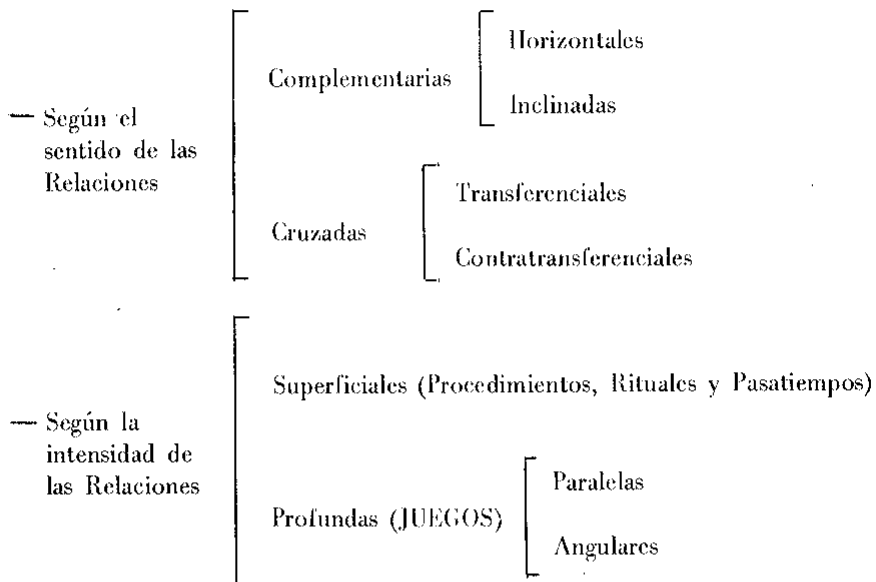 — Según el
sentido de las
Relaciones
Complementarias
Horizontales
Inclinadas
Cruzadas
Transferenciales
Contratransferenciales
— Según la
intensidad de
las Relaciones
Superficiales (Procedimientos, Rituales y Pasatiempos)
Profundas (JUEGOS)
Paralelas
Angulares